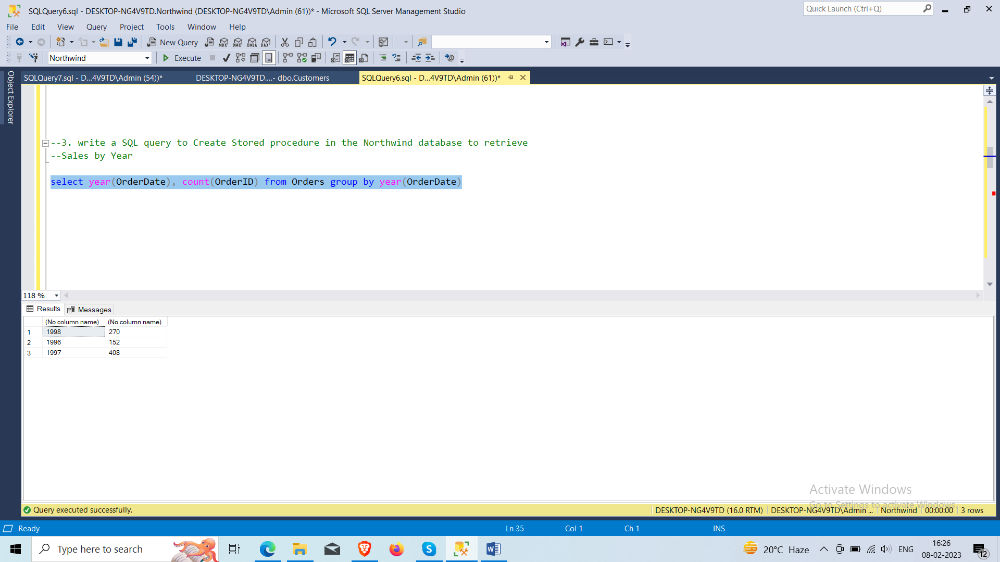 SQLQuery6.sql - DESKTOP-NG4V9TD.Northwind (DESKTOP-NG4V9TD\Admin (61))* - Microsoft SQL Server Management Studio
Quick Launch (Ctrl+Q)
File Edit View Query Project Tools Window Help
New Query MDX DMX XMLA DAX
Northwind Execute
Object Explorer
SQLQuery7.sql - D...4V9TD\Admin (54))* DESKTOP-NG4V9TD....- dbo.Customers SQLQuery6.sql - D...4V9TD\Admin (61))*
--3. write a SQL query to Create Stored procedure in the Northwind database to retrieve
--Sales by Year
select year(OrderDate), count(OrderID) from Orders group by year(OrderDate)
118 %
Results Messages
(No column name) (No column name)
1 1998 270
2 1996 152
3 1997 408
Activate Windows
Go to Settings to activate Windows.
Query executed successfully. DESKTOP-NG4V9TD (16.0 RTM) DESKTOP-NG4V9TD\Admin ... Northwind 00:00:00 3 rows
Ready Ln 35 Col 1 Ch 1 INS
Type here to search 20°C Haze ENG 16:26
08-02-2023
12